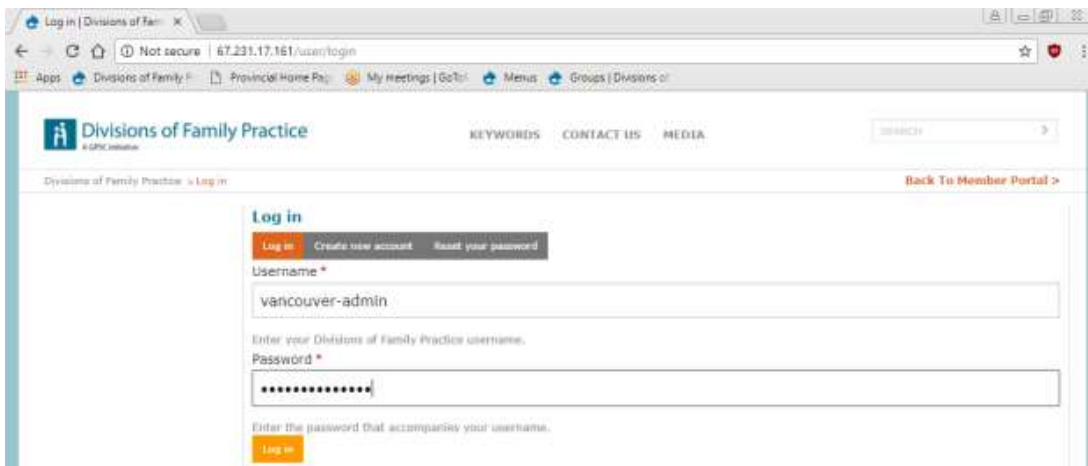 Log in | Divisions of Fam
Not secure | 67.231.17.161/user/login
Apps Divisions of Family P Provincial Home Pag My meetings | GoTo Menus Groups | Divisions of
Divisions of Family Practice
A GPSC initiative
KEYWORDS CONTACT US MEDIA
SEARCH
Divisions of Family Practice » Log in
Back To Member Portal >
Log in
Log in Create new account Reset your password
Username *
vancouver-admin
Enter your Divisions of Family Practice username.
Password *
••••••••••••••
Enter the password that accompanies your username.
Log in